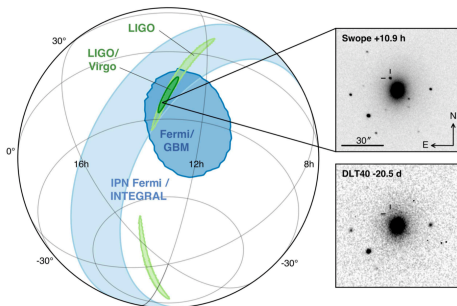 LIGO
LIGO/
Virgo
Fermi/
GBM
IPN Fermi /
INTEGRAL
30°
0°
-30°
-30°
16h
12h
8h
Swope +10.9 h
30"
N
E
DLT40 -20.5 d